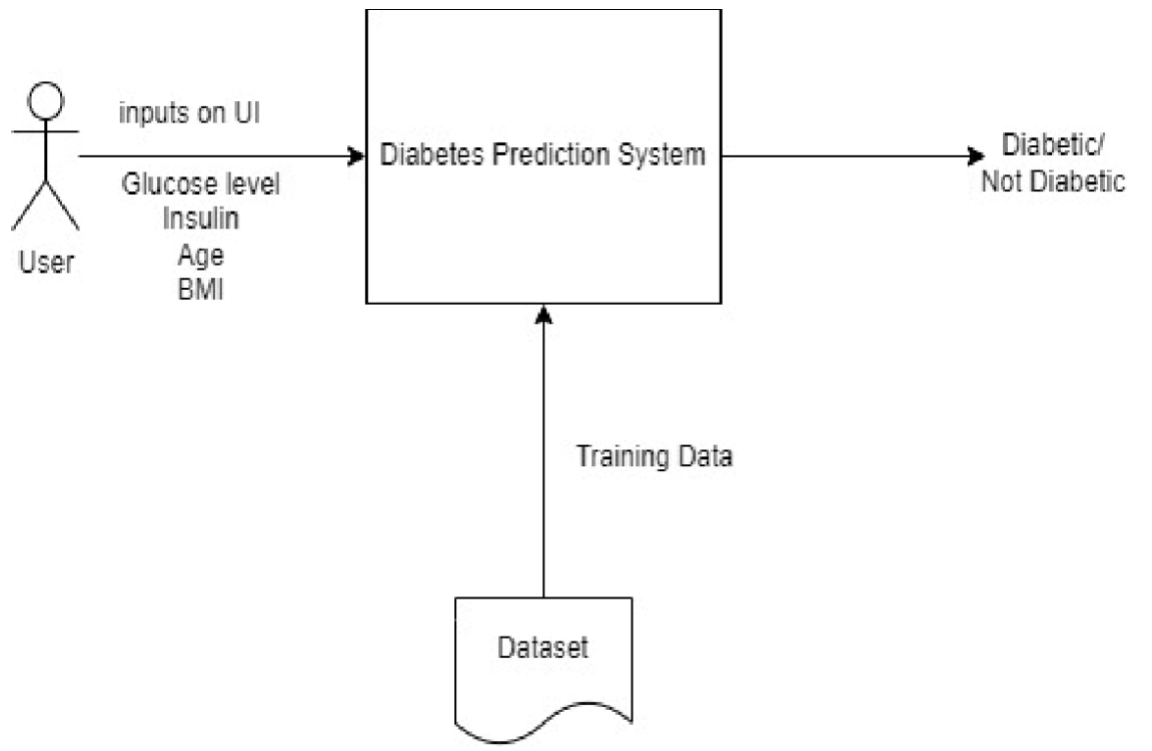 inputs on UI
Glucose level
Insulin
Age
BMI
User
Diabetes Prediction System
Diabetic/
Not Diabetic
Training Data
Dataset